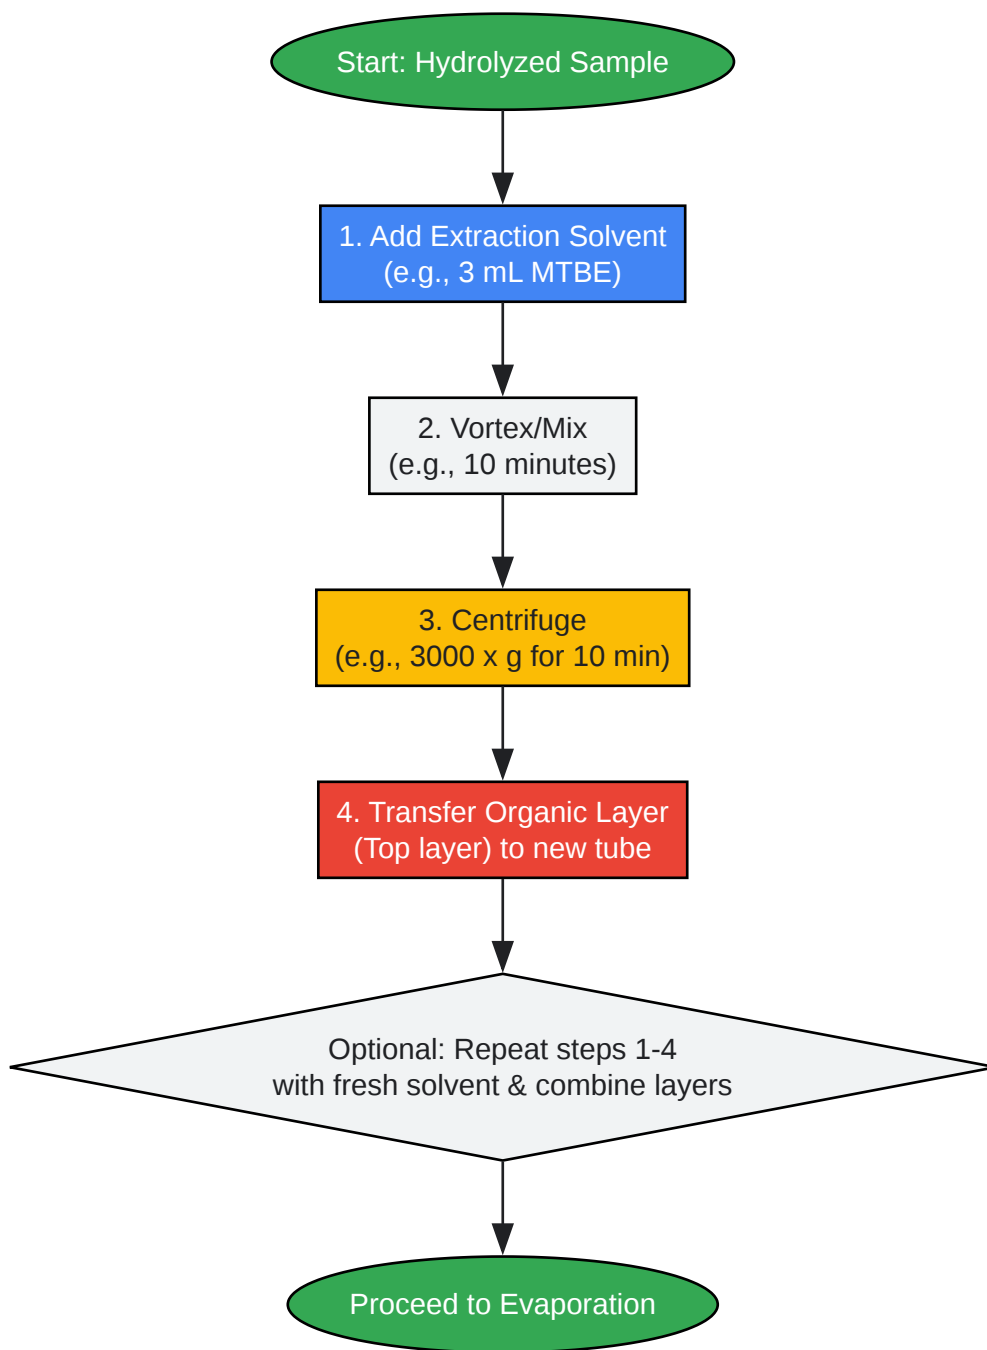 Start: Hydrolyzed Sample
1. Add Extraction Solvent
(e.g., 3 mL MTBE)
2. Vortex/Mix
(e.g., 10 minutes)
3. Centrifuge
(e.g., 3000 x g for 10 min)
4. Transfer Organic Layer
(Top layer) to new tube
Optional: Repeat steps 1-4
with fresh solvent & combine layers
Proceed to Evaporation